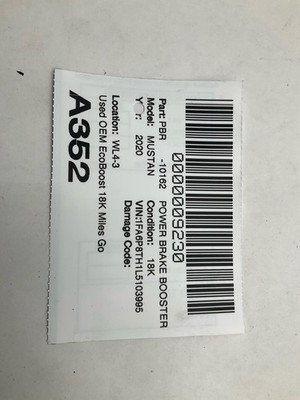 0000009230
Part: PBR -10162 POWER BRAKE BOOSTER
Model: MUSTAN Condition: 18K
Year: 2020 VIN:1FA6P8TH1L5103995
Damage Code:
Location: WL4-3
Used OEM EcoBoost 18K Miles Go
A352